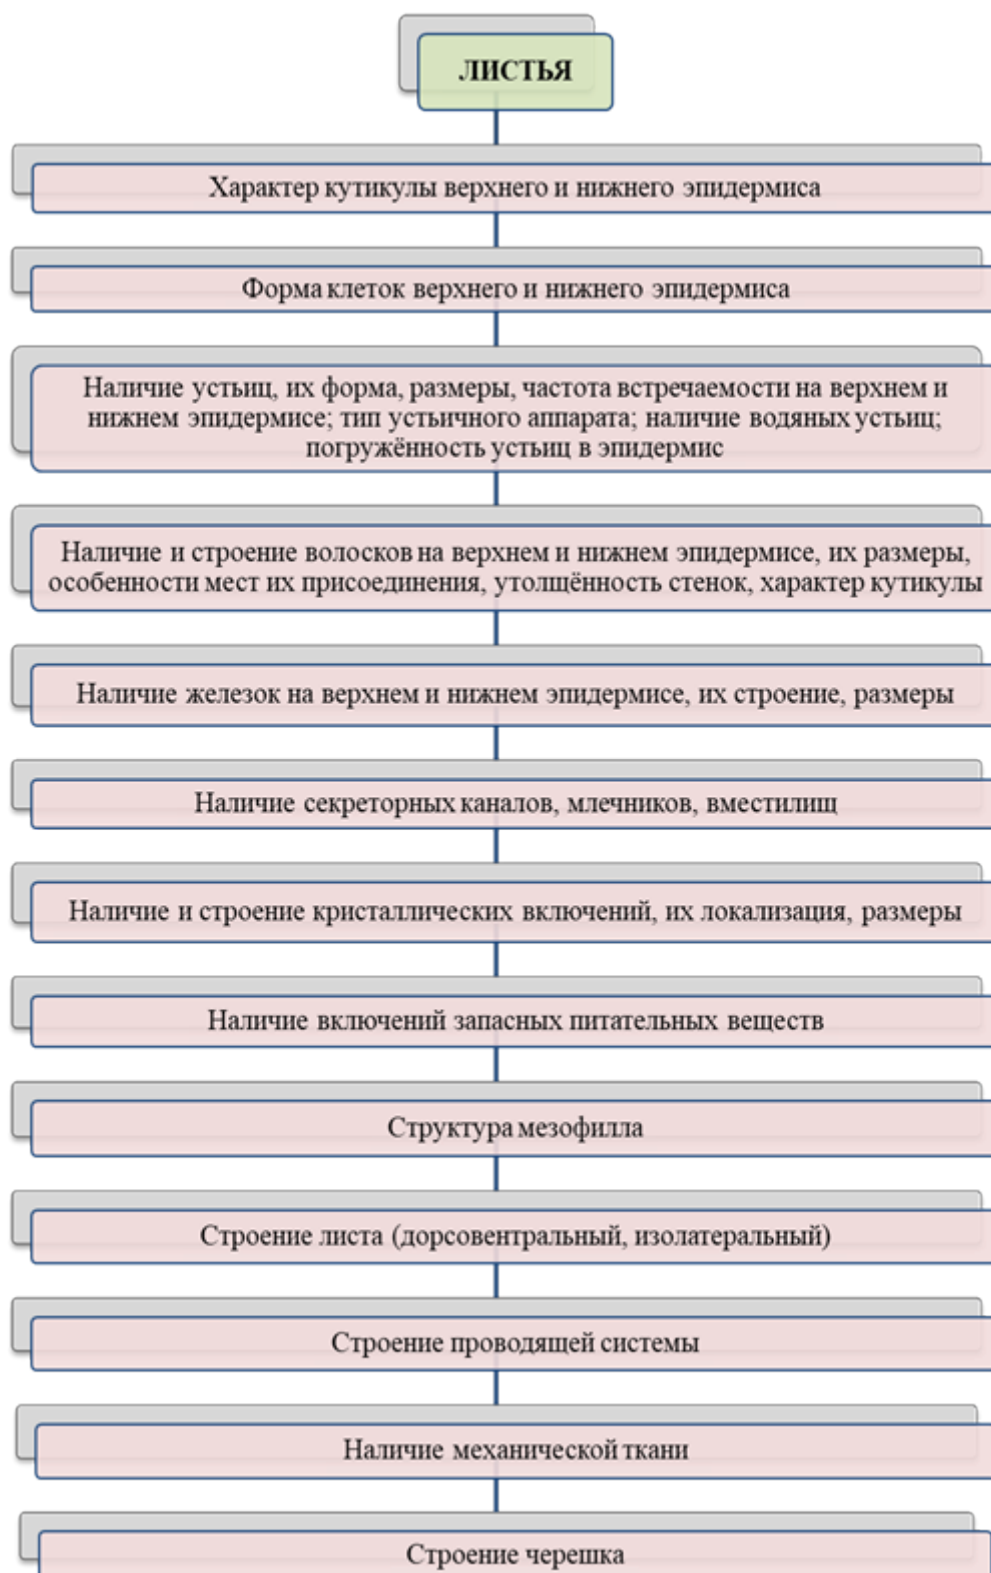 ЛИСТЬЯ
Характер кутикулы верхнего и нижнего эпидермиса
Форма клеток верхнего и нижнего эпидермиса
Наличие устьиц, их форма, размеры, частота встречаемости на верхнем и
нижнем эпидермисе; тип устьичного аппарата; наличие водяных устьиц;
погружённость устьиц в эпидермис
Наличие и строение волосков на верхнем и нижнем эпидермисе, их размеры,
особенности мест их присоединения, утолщённость стенок, характер кутикулы
Наличие железок на верхнем и нижнем эпидермисе, их строение, размеры
Наличие секреторных каналов, млечников, вместилищ
Наличие и строение кристаллических включений, их локализация, размеры
Наличие включений запасных питательных веществ
Структура мезофилла
Строение листа (дорсовентральный, изолатеральный)
Строение проводящей системы
Наличие механической ткани
Строение черешка